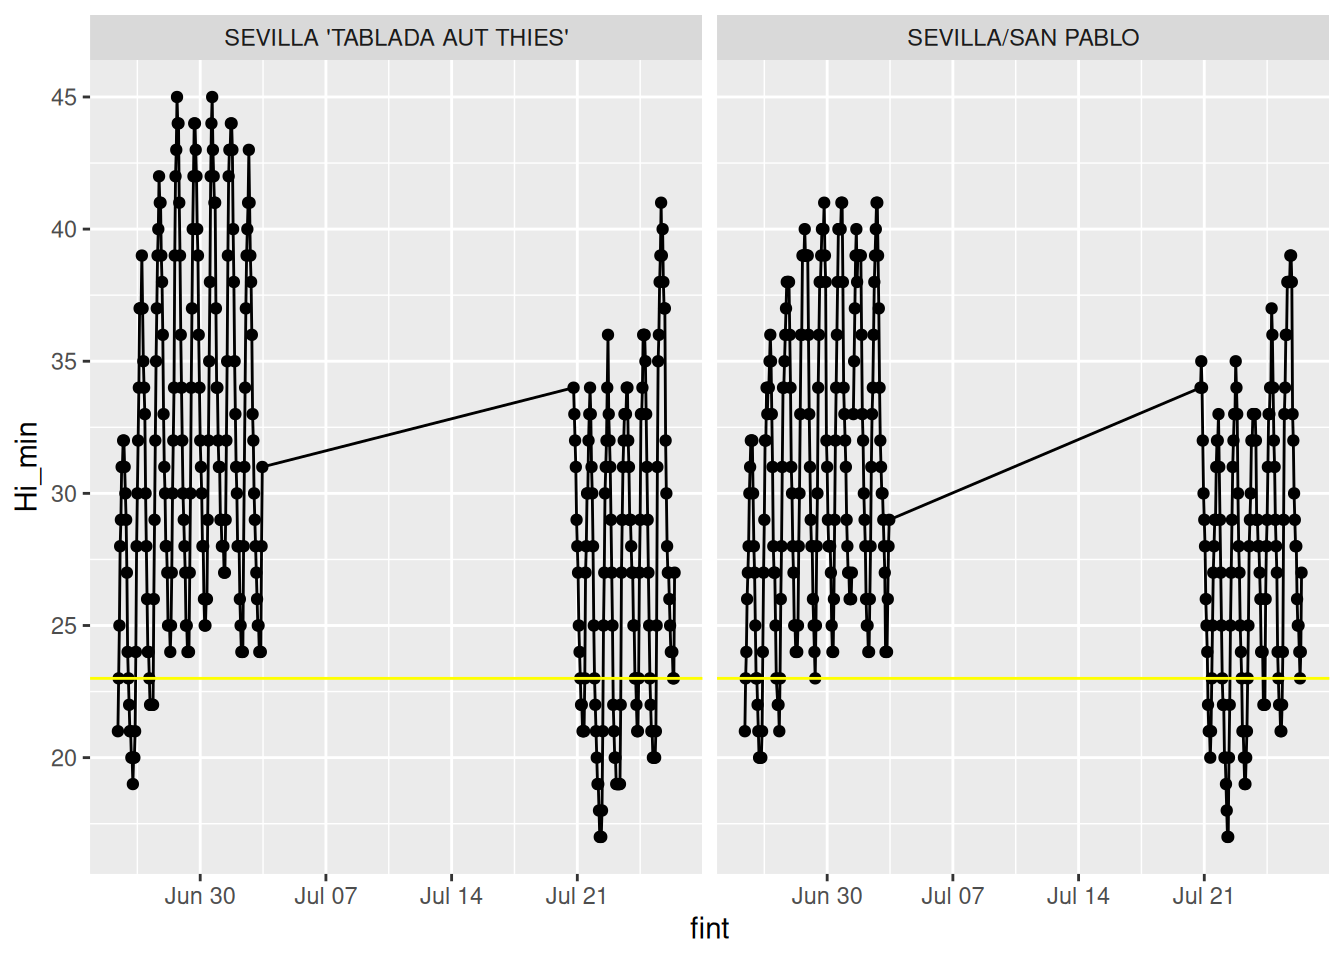 SEVILLA 'TABLADA AUT THIES'
SEVILLA/SAN PABLO
45
40
35
30
25
20
Hi_min
Jun 30 Jul 07 Jul 14 Jul 21
Jun 30 Jul 07 Jul 14 Jul 21
fint